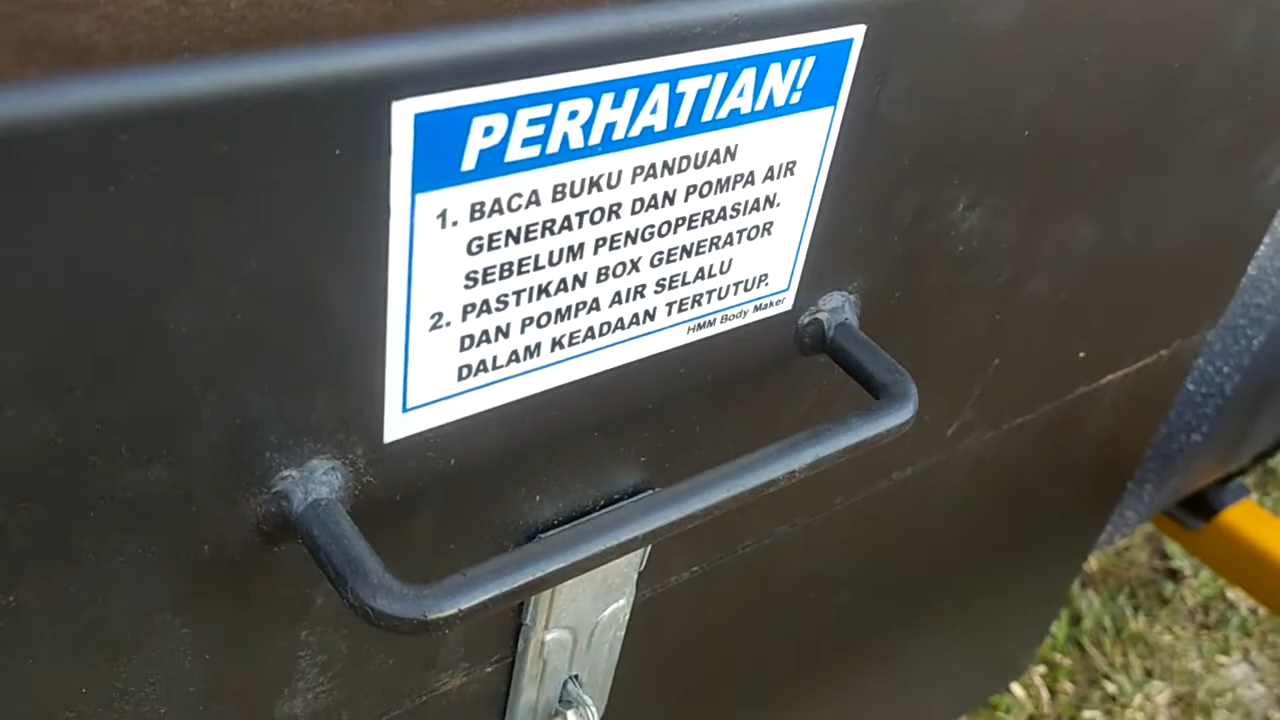 PERHATIAN!
1. BACA BUKU PANDUAN
GENERATOR DAN POMPA AIR
SEBELUM PENGOPERASIAN.
2. PASTIKAN BOX GENERATOR
DAN POMPA AIR SELALU
DALAM KEADAAN TERTUTUP.
HMM Body Maker